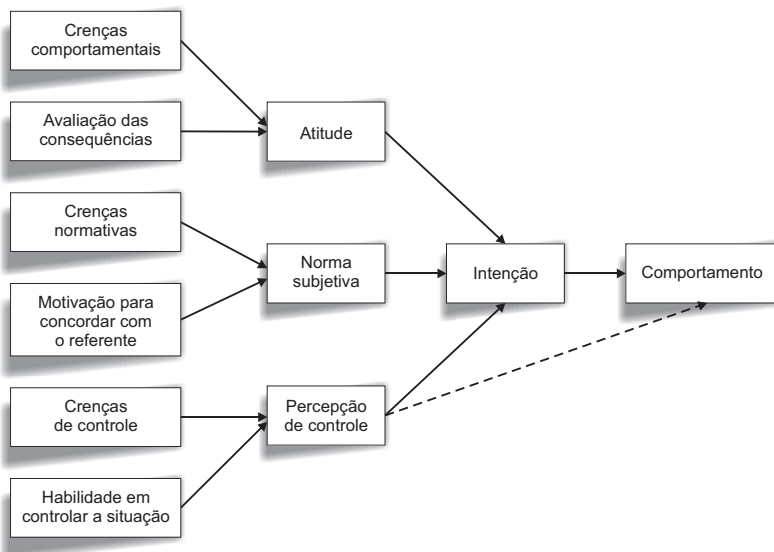 Crenças
comportamentais
Avaliação das
consequências
Atitude
Crenças
normativas
Norma
subjetiva
Intenção
Comportamento
Motivação para
concordar com
o referente
Crenças
de controle
Percepção
de controle
Habilidade em
controlar a situação